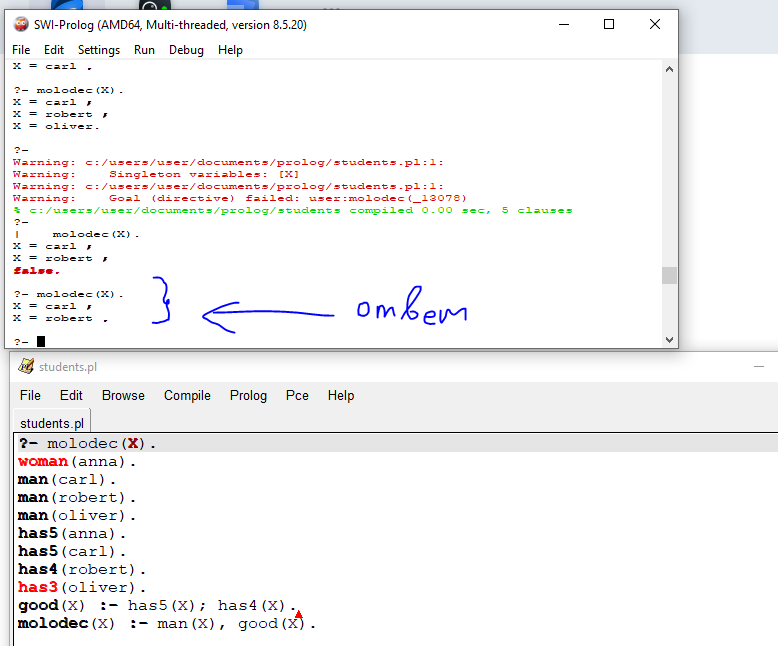 SWI-Prolog (AMD64, Multi-threaded, version 8.5.20)
File Edit Settings Run Debug Help
X = carl .
?- molodec(X).
X = carl ;
X = robert ;
X = oliver.
?-
Warning: c:/users/user/documents/prolog/students.pl:1:
Warning:    Singleton variables: [X]
Warning: c:/users/user/documents/prolog/students.pl:1:
Warning:    Goal (directive) failed: user:molodec(_13078)
% c:/users/user/documents/prolog/students compiled 0.00 sec, 5 clauses
?-
|    molodec(X).
X = carl ;
X = robert ;
false.
?- molodec(X).
X = carl ;
X = robert .
ответ
?-
students.pl
File Edit Browse Compile Prolog Pce Help
students.pl
?- molodec(X).
woman(anna).
man(carl).
man(robert).
man(oliver).
has5(anna).
has5(carl).
has4(robert).
has3(oliver).
good(X) :- has5(X); has4(X).
molodec(X) :- man(X), good(X).